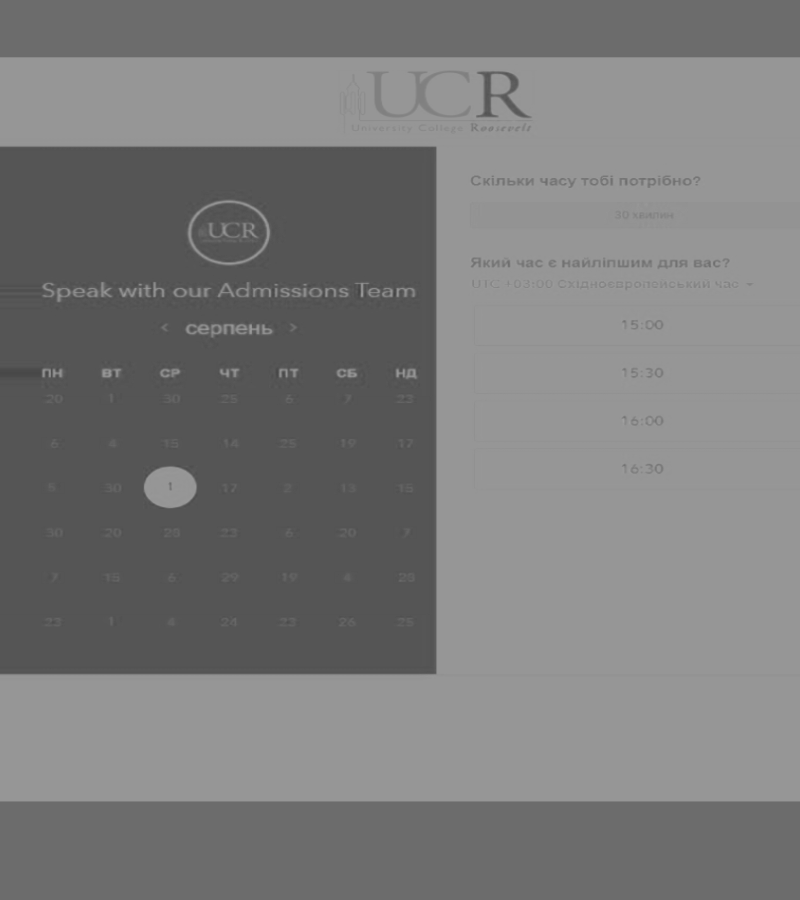 UCR
University College Roosevelt
UCR
Speak with our Admissions Team
< серпень >
ПН ВТ СР ЧТ ПТ СБ НД
20 1 30 25 6 7 23
6 4 15 14 25 19 17
30 1 17 2 13 15
30 20 28 23 6 20 7
7 15 6 29 19 4 28
23 1 4 24 23 26 25
Скільки часу тобі потрібно?
30 хвилин
Який час є найліпшим для вас?
UTC +03:00 Східноєвропейський час
15:00
15:30
16:00
16:30